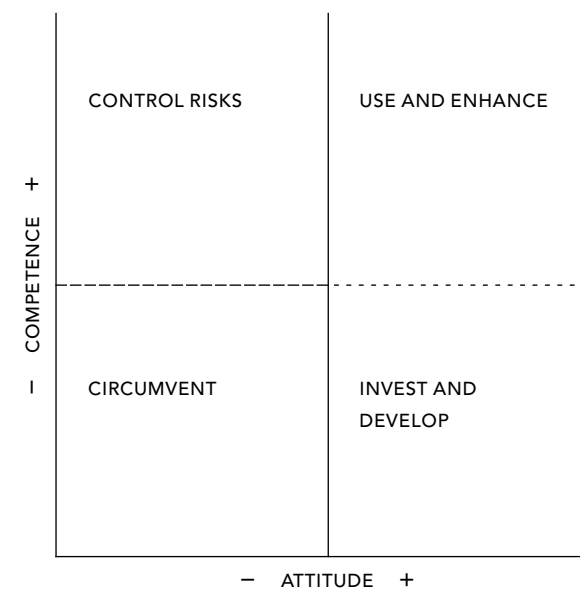 CONTROL RISKS
USE AND ENHANCE
− COMPETENCE +
CIRCUMVENT
INVEST AND
DEVELOP
− ATTITUDE +